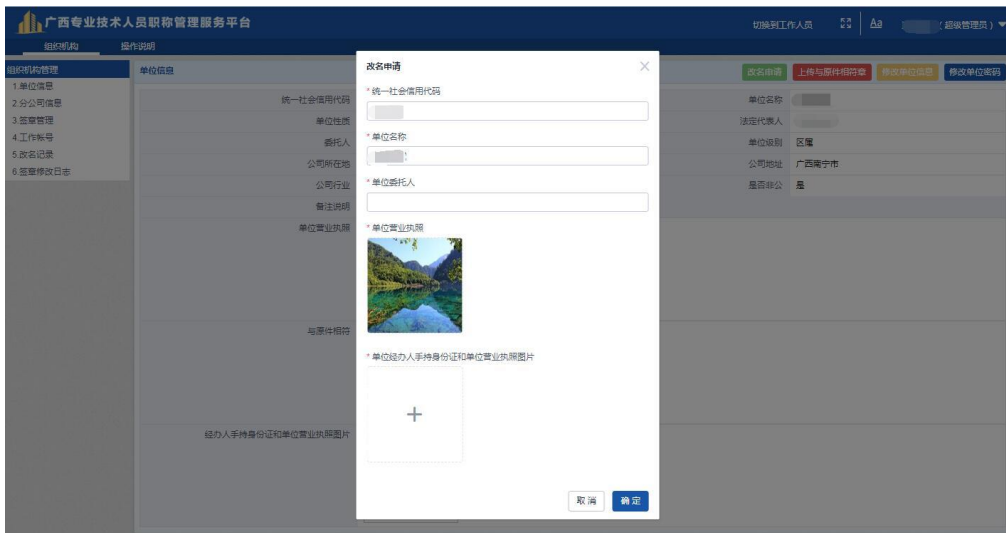 广西专业技术人员职称管理服务平台
切换到工作人员
Aa
(超级管理员)
组织机构
操作说明
组织机构管理
1.单位信息
2.分公司信息
3.签章管理
4.工作帐号
5.改名记录
6.签章修改日志
单位信息
改名申请
上传与原件相符章
修改单位信息
修改单位密码
统一社会信用代码
单位名称
单位性质
法定代表人
委托人
单位级别
区属
公司所在地
公司地址
广西南宁市
公司行业
是否非公
是
备注说明
单位营业执照
与原件相符
经办人手持身份证和单位营业执照图片
改名申请
* 统一社会信用代码
* 单位名称
* 单位委托人
* 单位营业执照
* 单位经办人手持身份证和单位营业执照图片
取消
确定